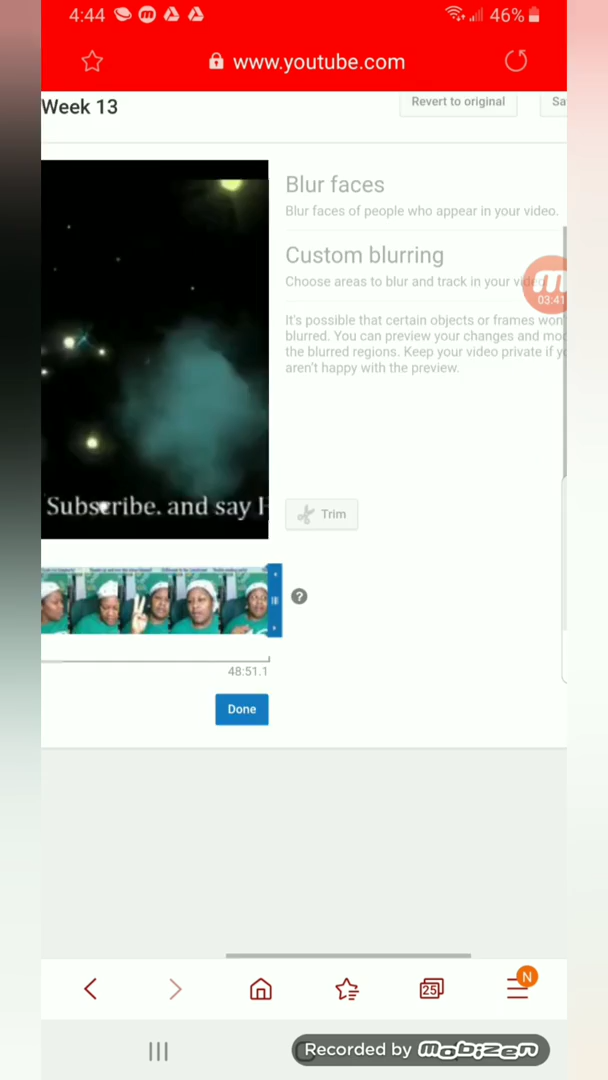 4:44
46%
www.youtube.com
Week 13
Revert to original
Sa
Blur faces
Blur faces of people who appear in your video.
Custom blurring
Choose areas to blur and track in your vide
03:41
It's possible that certain objects or frames won
blurred. You can preview your changes and mo
the blurred regions. Keep your video private if y
aren't happy with the preview.
Subscribe. and say H
Trim
?
48:51.1
Done
25
N
Recorded by mobizen